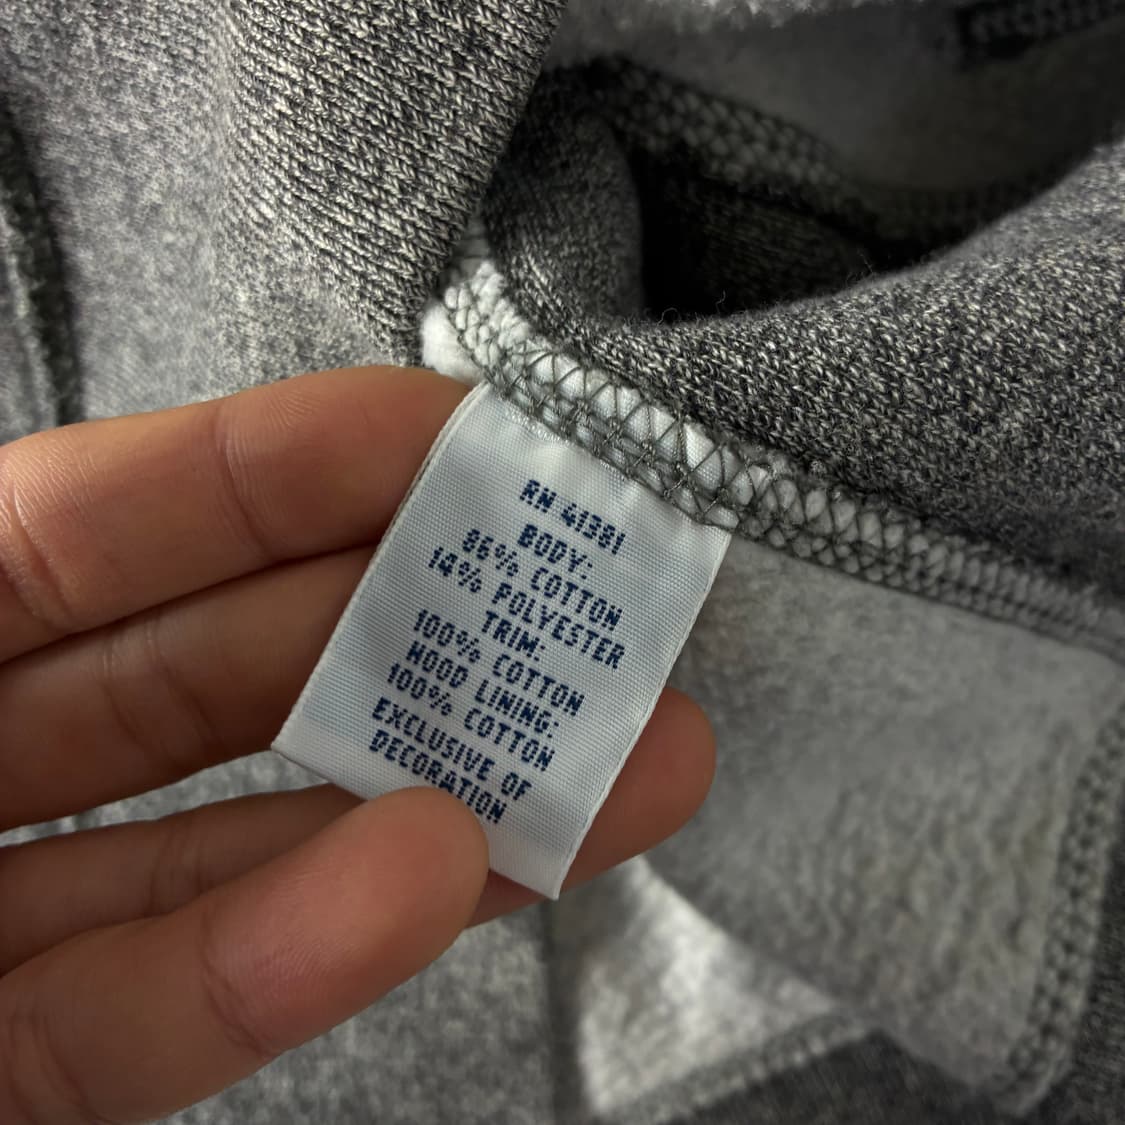 RN 41381
BODY:
86% COTTON
14% POLYESTER
TRIM:
100% COTTON
HOOD LINING:
100% COTTON
EXCLUSIVE OF
DECORATION